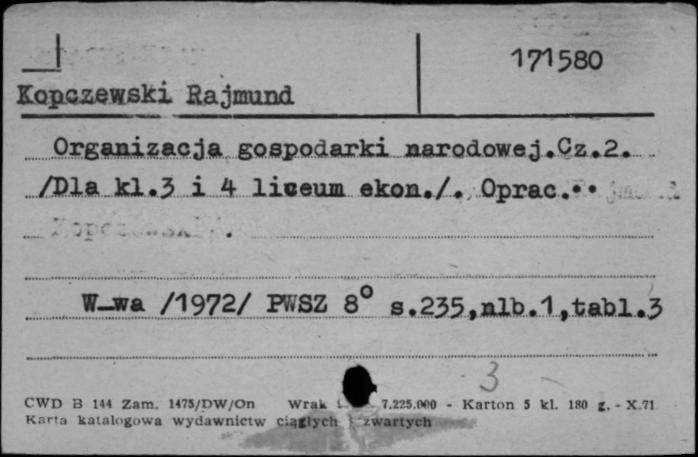 171580
Kopczewski Rajmund
Organizacja gospodarki narodowej.Cz.2.
/Dla kl.3 i 4 liceum ekon./. Oprac...
W-wa /1972/ PWSZ 8° s.235,nlb.1,tabl.3
3
CWD B 144 Zam. 1475/DW/On Wrak 7.225.000 - Karton 5 kl. 180 g. - X.71
Karta katalogowa wydawnictw ciągłych i zwartych